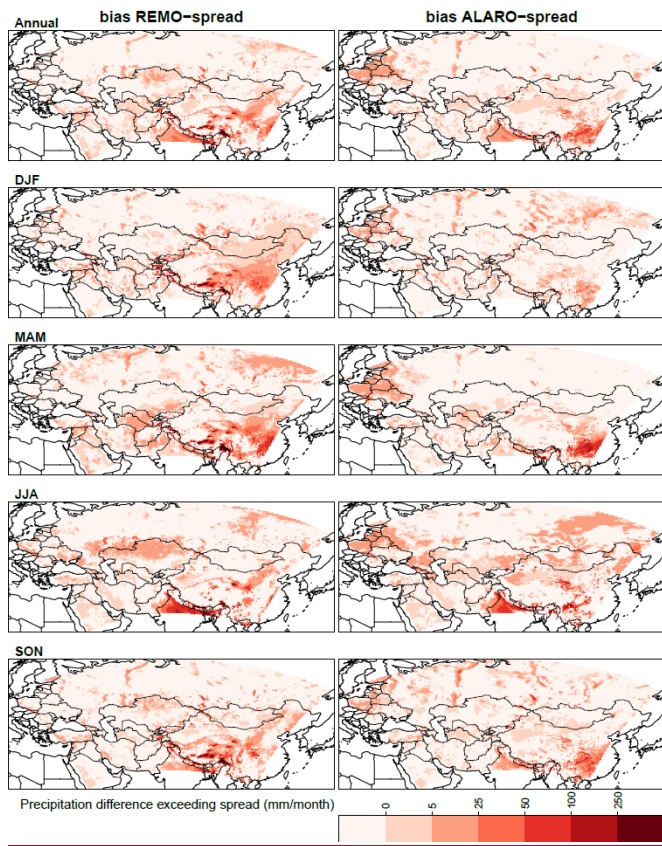 bias REMO−spread
bias ALARO−spread
Annual
DJF
MAM
JJA
SON
Precipitation difference exceeding spread (mm/month)
0
5
25
50
100
250